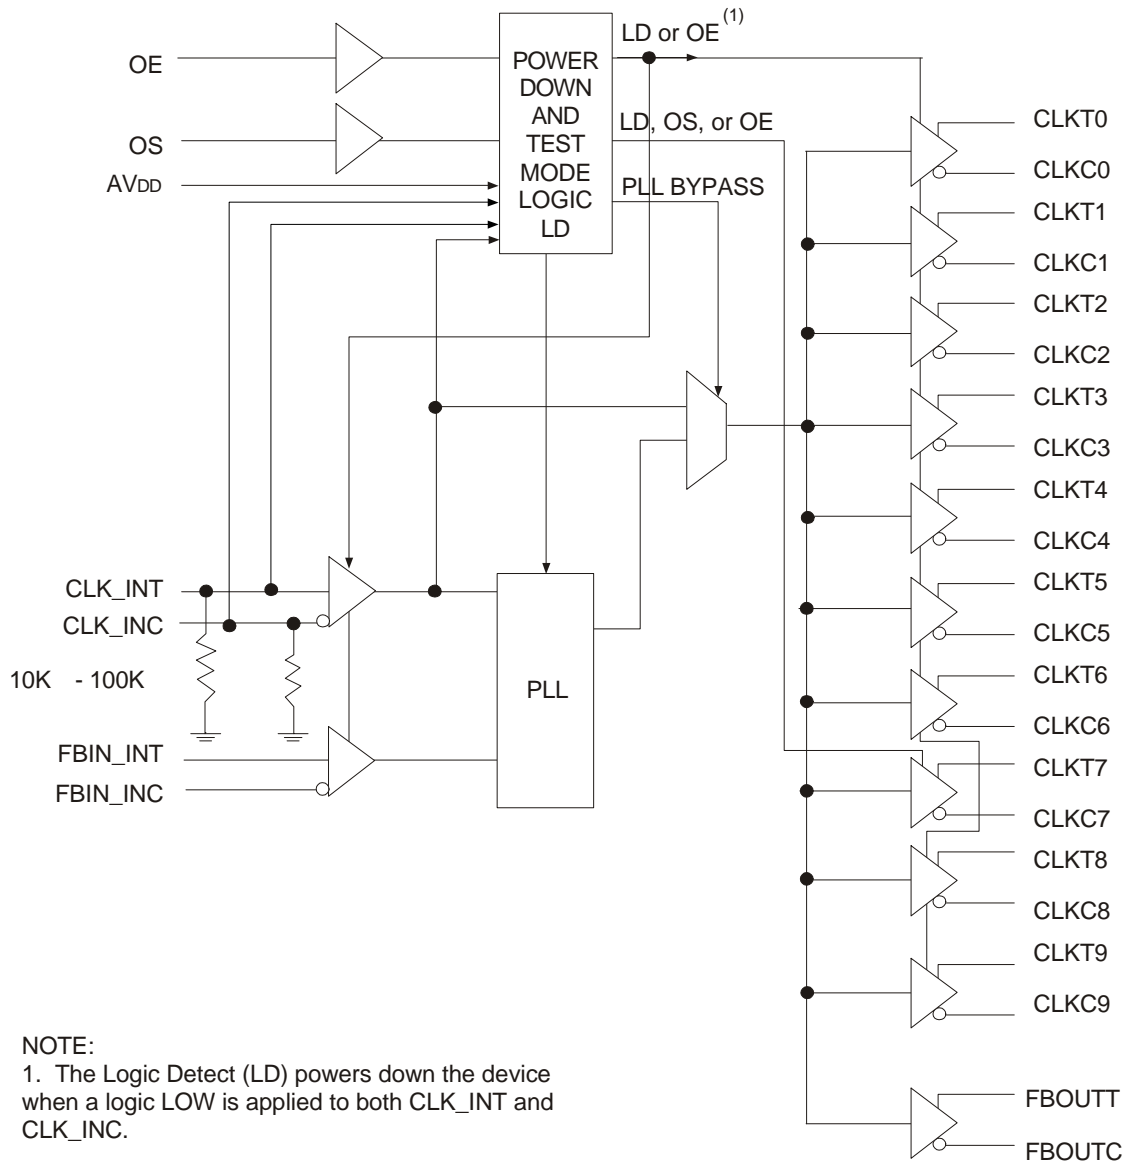 LD or OE (1)
OE
POWER
DOWN
AND
TEST
MODE
LOGIC
LD
OS
LD, OS, or OE
AVDD
PLL BYPASS
CLKT0
CLKC0
CLKT1
CLKC1
CLKT2
CLKC2
CLKT3
CLKC3
CLKT4
CLKC4
CLKT5
CLKC5
CLKT6
CLKC6
CLKT7
CLKC7
CLKT8
CLKC8
CLKT9
CLKC9
FBOUTT
FBOUTC
CLK_INT
CLK_INC
10K - 100K
PLL
FBIN_INT
FBIN_INC
NOTE:
1. The Logic Detect (LD) powers down the device
when a logic LOW is applied to both CLK_INT and
CLK_INC.